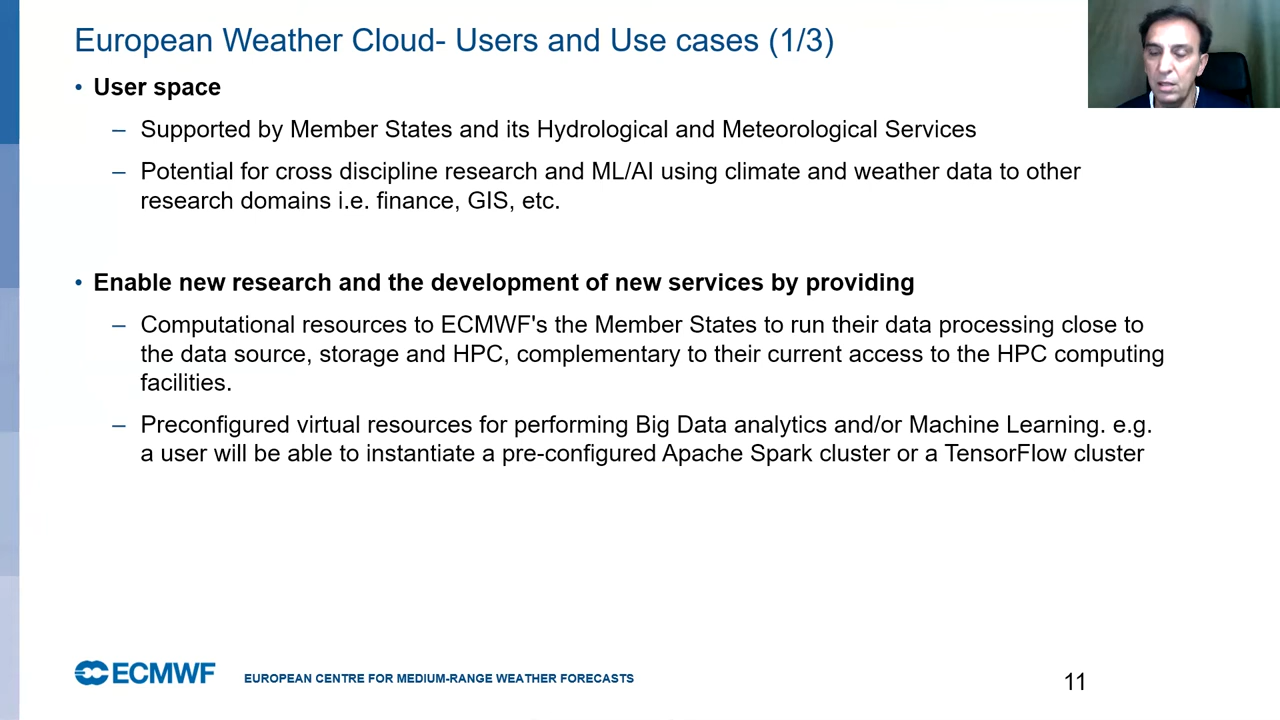 European Weather Cloud- Users and Use cases (1/3)
• User space
– Supported by Member States and its Hydrological and Meteorological Services
– Potential for cross discipline research and ML/AI using climate and weather data to other
research domains i.e. finance, GIS, etc.
• Enable new research and the development of new services by providing
– Computational resources to ECMWF's the Member States to run their data processing close to
the data source, storage and HPC, complementary to their current access to the HPC computing
facilities.
– Preconfigured virtual resources for performing Big Data analytics and/or Machine Learning. e.g.
a user will be able to instantiate a pre-configured Apache Spark cluster or a TensorFlow cluster
ECMWF EUROPEAN CENTRE FOR MEDIUM-RANGE WEATHER FORECASTS 11